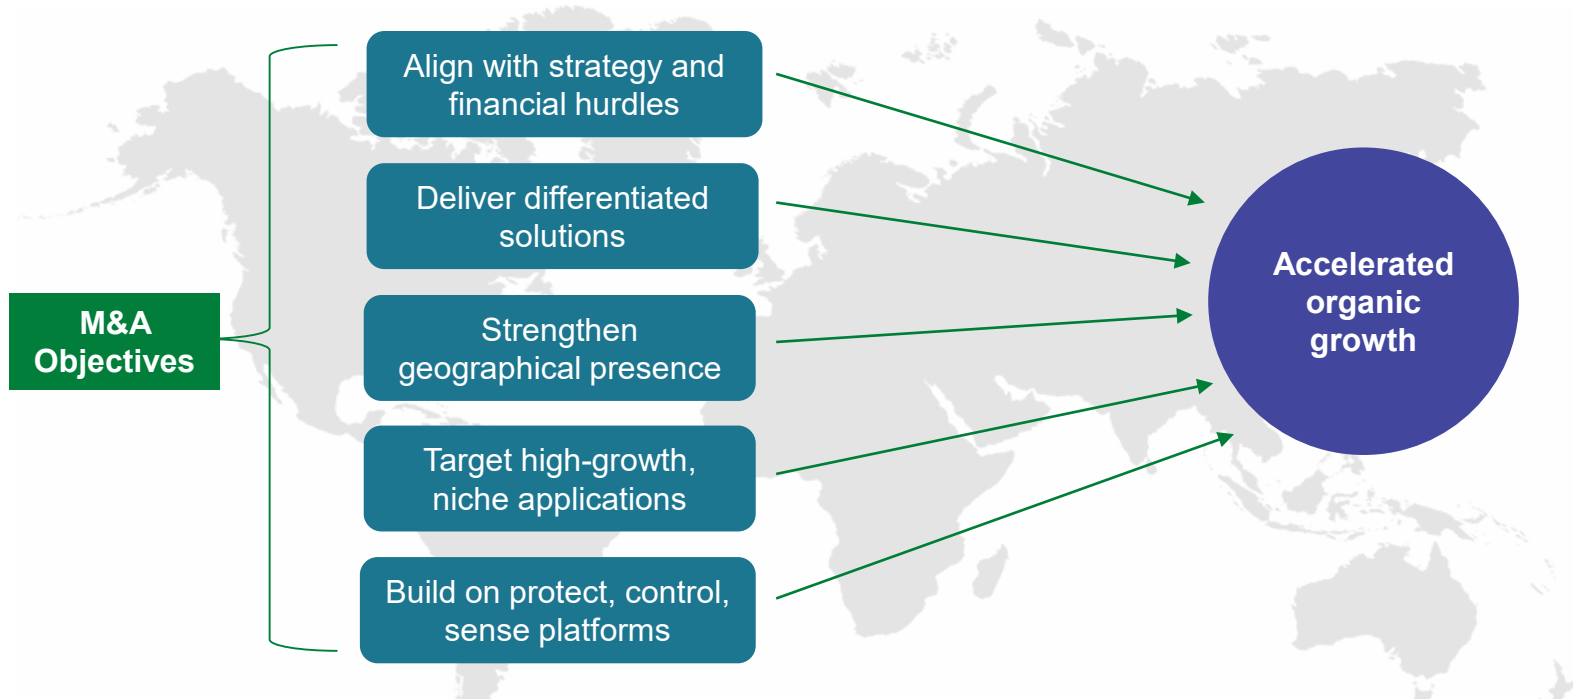 M&A
Objectives
Align with strategy and
financial hurdles
Deliver differentiated
solutions
Strengthen
geographical presence
Target high-growth,
niche applications
Build on protect, control,
sense platforms
Accelerated
organic
growth